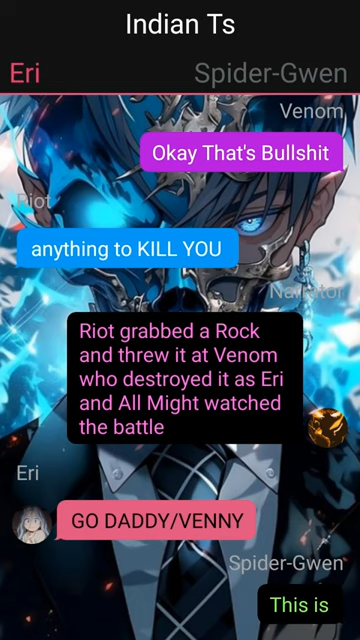 Indian Ts
Eri
Spider-Gwen
Venom
Okay That's Bullshit
Riot
anything to KILL YOU
Narrator
Riot grabbed a Rock
and threw it at Venom
who destroyed it as Eri
and All Might watched
the battle
Eri
GO DADDY/VENNY
Spider-Gwen
This is